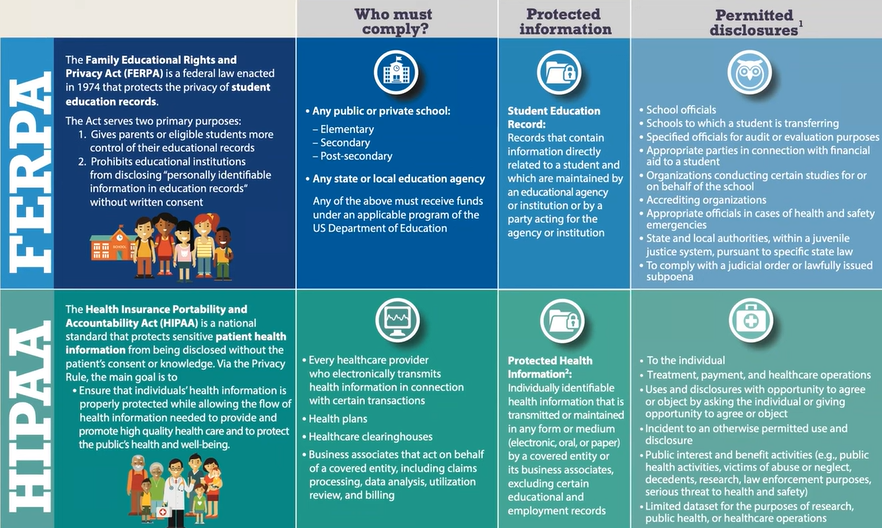 Who must
comply?
Protected
information
Permitted
disclosures1
FERPA
The Family Educational Rights and
Privacy Act (FERPA) is a federal law enacted
in 1974 that protects the privacy of student
education records.
The Act serves two primary purposes:
1. Gives parents or eligible students more
control of their educational records
2. Prohibits educational institutions
from disclosing "personally identifiable
information in education records"
without written consent
SCHOOL
• Any public or private school:
– Elementary
– Secondary
– Post-secondary
• Any state or local education agency
Any of the above must receive funds
under an applicable program of the
US Department of Education
Student Education
Record:
Records that contain
information directly
related to a student and
which are maintained by
an educational agency
or institution or by a
party acting for the
agency or institution
• School officials
• Schools to which a student is transferring
• Specified officials for audit or evaluation purposes
• Appropriate parties in connection with financial
aid to a student
• Organizations conducting certain studies for or
on behalf of the school
• Accrediting organizations
• Appropriate officials in cases of health and safety
emergencies
• State and local authorities, within a juvenile
justice system, pursuant to specific state law
• To comply with a judicial order or lawfully issued
subpoena
HIPAA
The Health Insurance Portability and
Accountability Act (HIPAA) is a national
standard that protects sensitive patient health
information from being disclosed without the
patient's consent or knowledge. Via the Privacy
Rule, the main goal is to
• Ensure that individuals' health information is
properly protected while allowing the flow of
health information needed to provide and
promote high quality health care and to protect
the public's health and well-being.
• Every healthcare provider
who electronically transmits
health information in connection
with certain transactions
• Health plans
• Healthcare clearinghouses
• Business associates that act on behalf
of a covered entity, including claims
processing, data analysis, utilization
review, and billing
Protected Health
Information2:
Individually identifiable
health information that is
transmitted or maintained
in any form or medium
(electronic, oral, or paper)
by a covered entity or
its business associates,
excluding certain
educational and
employment records
• To the individual
• Treatment, payment, and healthcare operations
• Uses and disclosures with opportunity to agree
or object by asking the individual or giving
opportunity to agree or object
• Incident to an otherwise permitted use and
disclosure
• Public interest and benefit activities (e.g., public
health activities, victims of abuse or neglect,
decedents, research, law enforcement purposes,
serious threat to health and safety)
• Limited dataset for the purposes of research,
public health, or healthcare operations